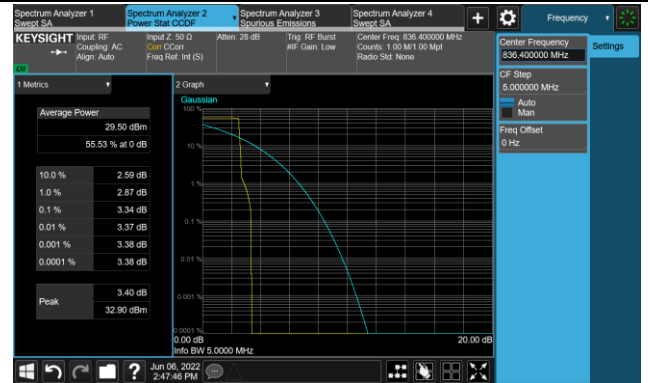 Spectrum Analyzer 1
Swept SA
Spectrum Analyzer 2
Power Stat CCDF
Spectrum Analyzer 3
Spurious Emissions
Spectrum Analyzer 4
Swept SA
+
Frequency
KEYSIGHT
Input: RF
Coupling: AC
Align: Auto
Input Z: 50 Ω
Corr CCorr
Freq Ref: Int (S)
Atten: 28 dB
Trig: RF Burst
#IF Gain: Low
Center Freq: 836.400000 MHz
Counts: 1.00 M/1.00 Mpt
Radio Std: None
Center Frequency
836.400000 MHz
Settings
CF Step
5.000000 MHz
Auto
Man
Freq Offset
0 Hz
1 Metrics
2 Graph
Average Power
29.50 dBm
55.53 % at 0 dB
10.0 % 2.59 dB
1.0 % 2.87 dB
0.1 % 3.34 dB
0.01 % 3.37 dB
0.001 % 3.38 dB
0.0001 % 3.38 dB
Peak
3.40 dB
32.90 dBm
Gaussian
100 %
10 %
1 %
0.1 %
0.01 %
0.001 %
0.0001 %
0.00 dB
20.00 dB
Info BW 5.0000 MHz
?
Jun 06, 2022
2:47:46 PM